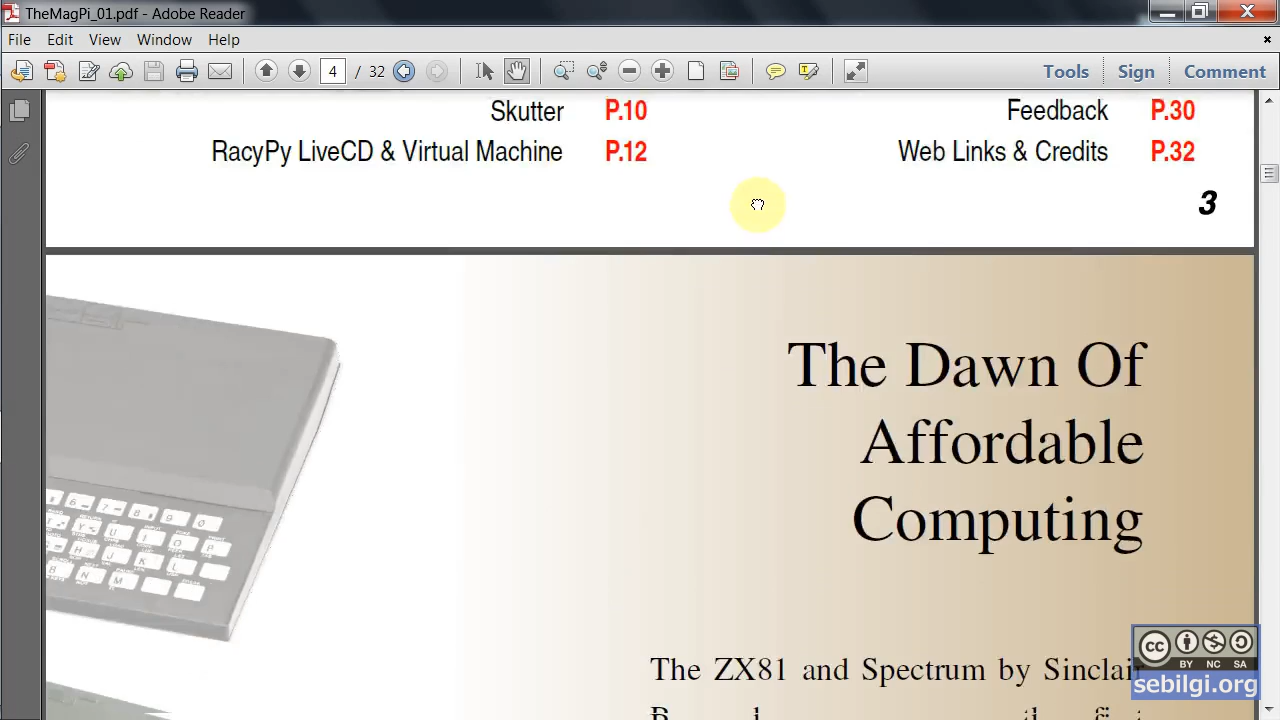 TheMagPi_01.pdf - Adobe Reader
File Edit View Window Help
4 / 32
Tools Sign Comment
Skutter P.10
RacyPy LiveCD & Virtual Machine P.12
Feedback P.30
Web Links & Credits P.32
3
The Dawn Of
Affordable
Computing
The ZX81 and Spectrum by Sinclair
cc
BY NC SA
sebilgi.org